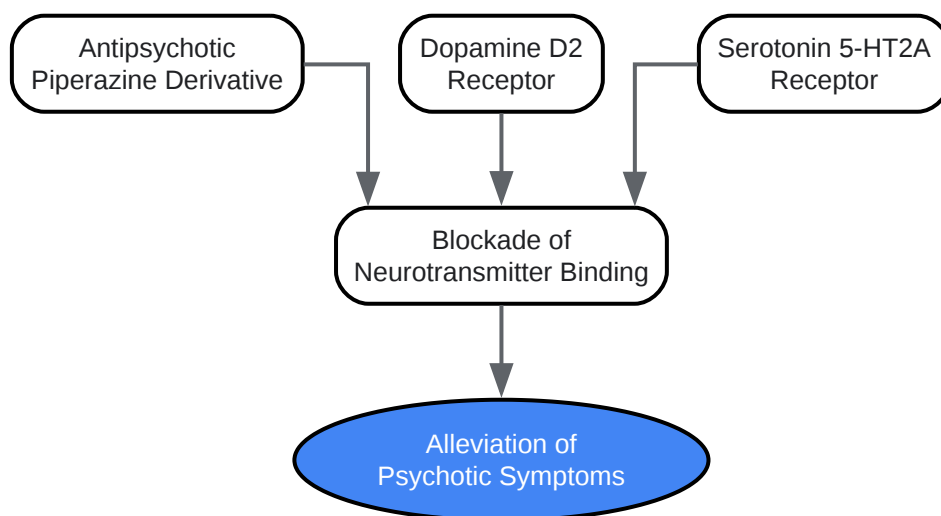 Antipsychotic
Piperazine Derivative
Dopamine D2
Receptor
Serotonin 5-HT2A
Receptor
Blockade of
Neurotransmitter Binding
Alleviation of
Psychotic Symptoms